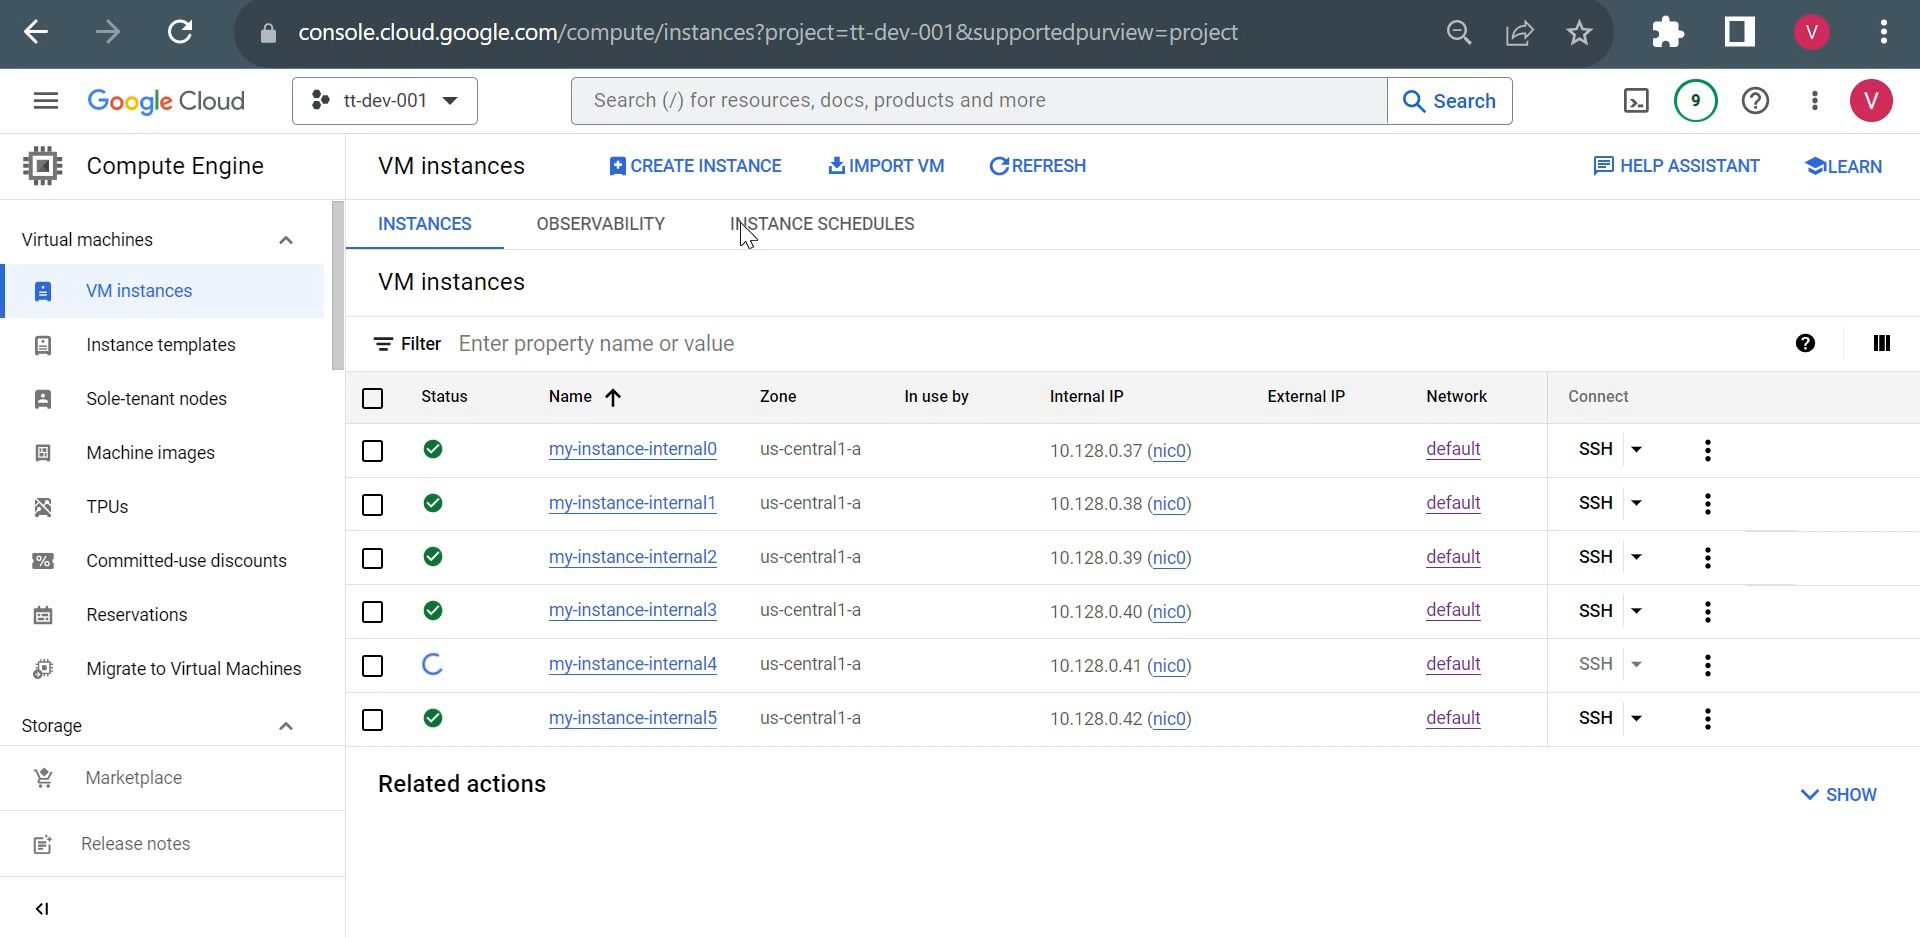 console.cloud.google.com/compute/instances?project=tt-dev-001&supportedpurview=project
V
Google Cloud
tt-dev-001
Search (/) for resources, docs, products and more
Search
9
V
Compute Engine
VM instances
CREATE INSTANCE
IMPORT VM
REFRESH
HELP ASSISTANT
LEARN
Virtual machines
VM instances
Instance templates
Sole-tenant nodes
Machine images
TPUs
Committed-use discounts
Reservations
Migrate to Virtual Machines
Storage
Marketplace
Release notes
INSTANCES OBSERVABILITY INSTANCE SCHEDULES
VM instances
Filter Enter property name or value
Status Name Zone In use by Internal IP External IP Network Connect
my-instance-internal0 us-central1-a 10.128.0.37 (nic0) default SSH
my-instance-internal1 us-central1-a 10.128.0.38 (nic0) default SSH
my-instance-internal2 us-central1-a 10.128.0.39 (nic0) default SSH
my-instance-internal3 us-central1-a 10.128.0.40 (nic0) default SSH
my-instance-internal4 us-central1-a 10.128.0.41 (nic0) default SSH
my-instance-internal5 us-central1-a 10.128.0.42 (nic0) default SSH
Related actions
SHOW